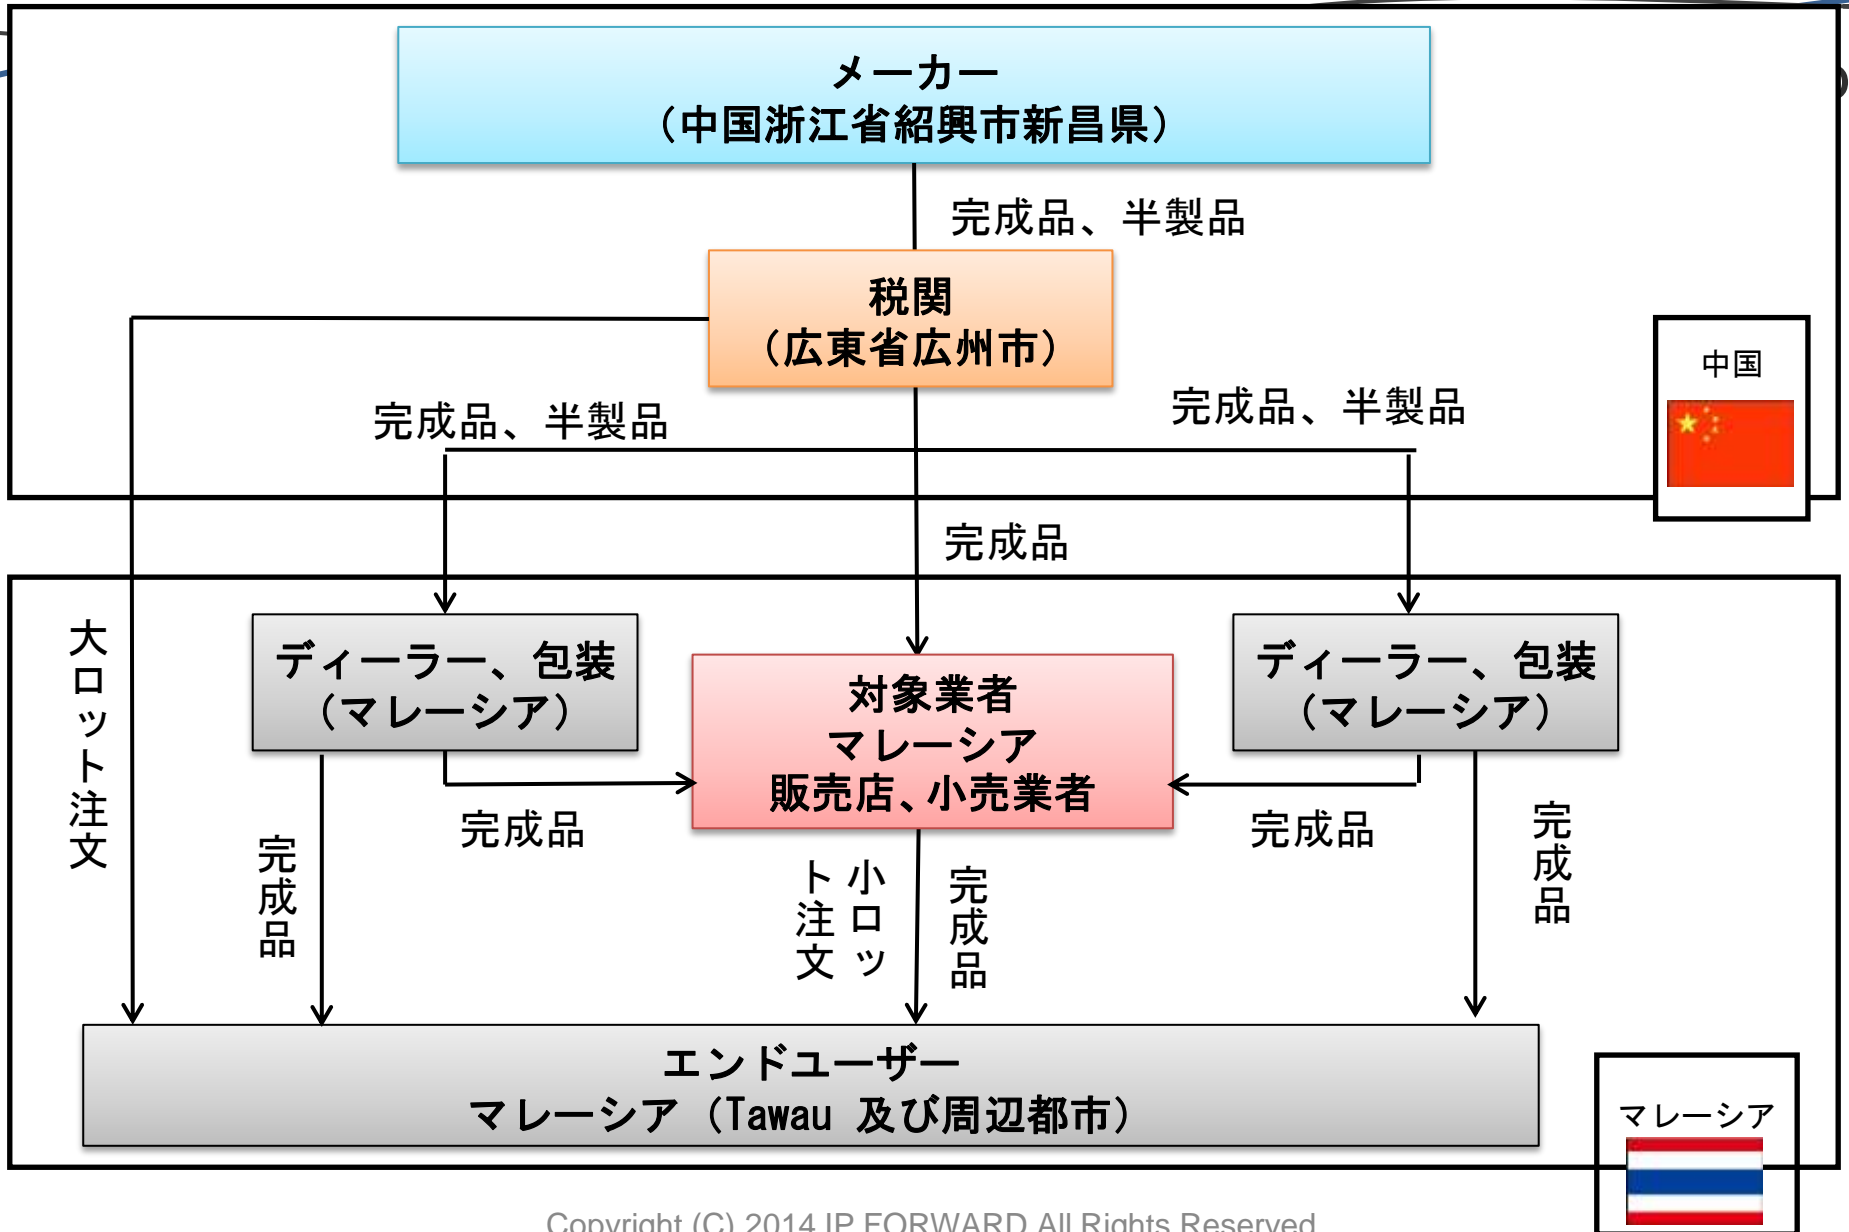 メーカー
（中国浙江省紹興市新昌県）
完成品、半製品
税関
（広東省広州市）
中国
完成品、半製品
完成品、半製品
完成品
大ロット注文
ディーラー、包装
（マレーシア）
対象業者
マレーシア
販売店、小売業者
ディーラー、包装
（マレーシア）
完成品
完成品
完成品
小ロッ
ト注文
完成品
完成品
エンドユーザー
マレーシア（Tawau 及び周辺都市）
マレーシア
Copyright (C) 2014 IP FORWARD All Rights Reserved